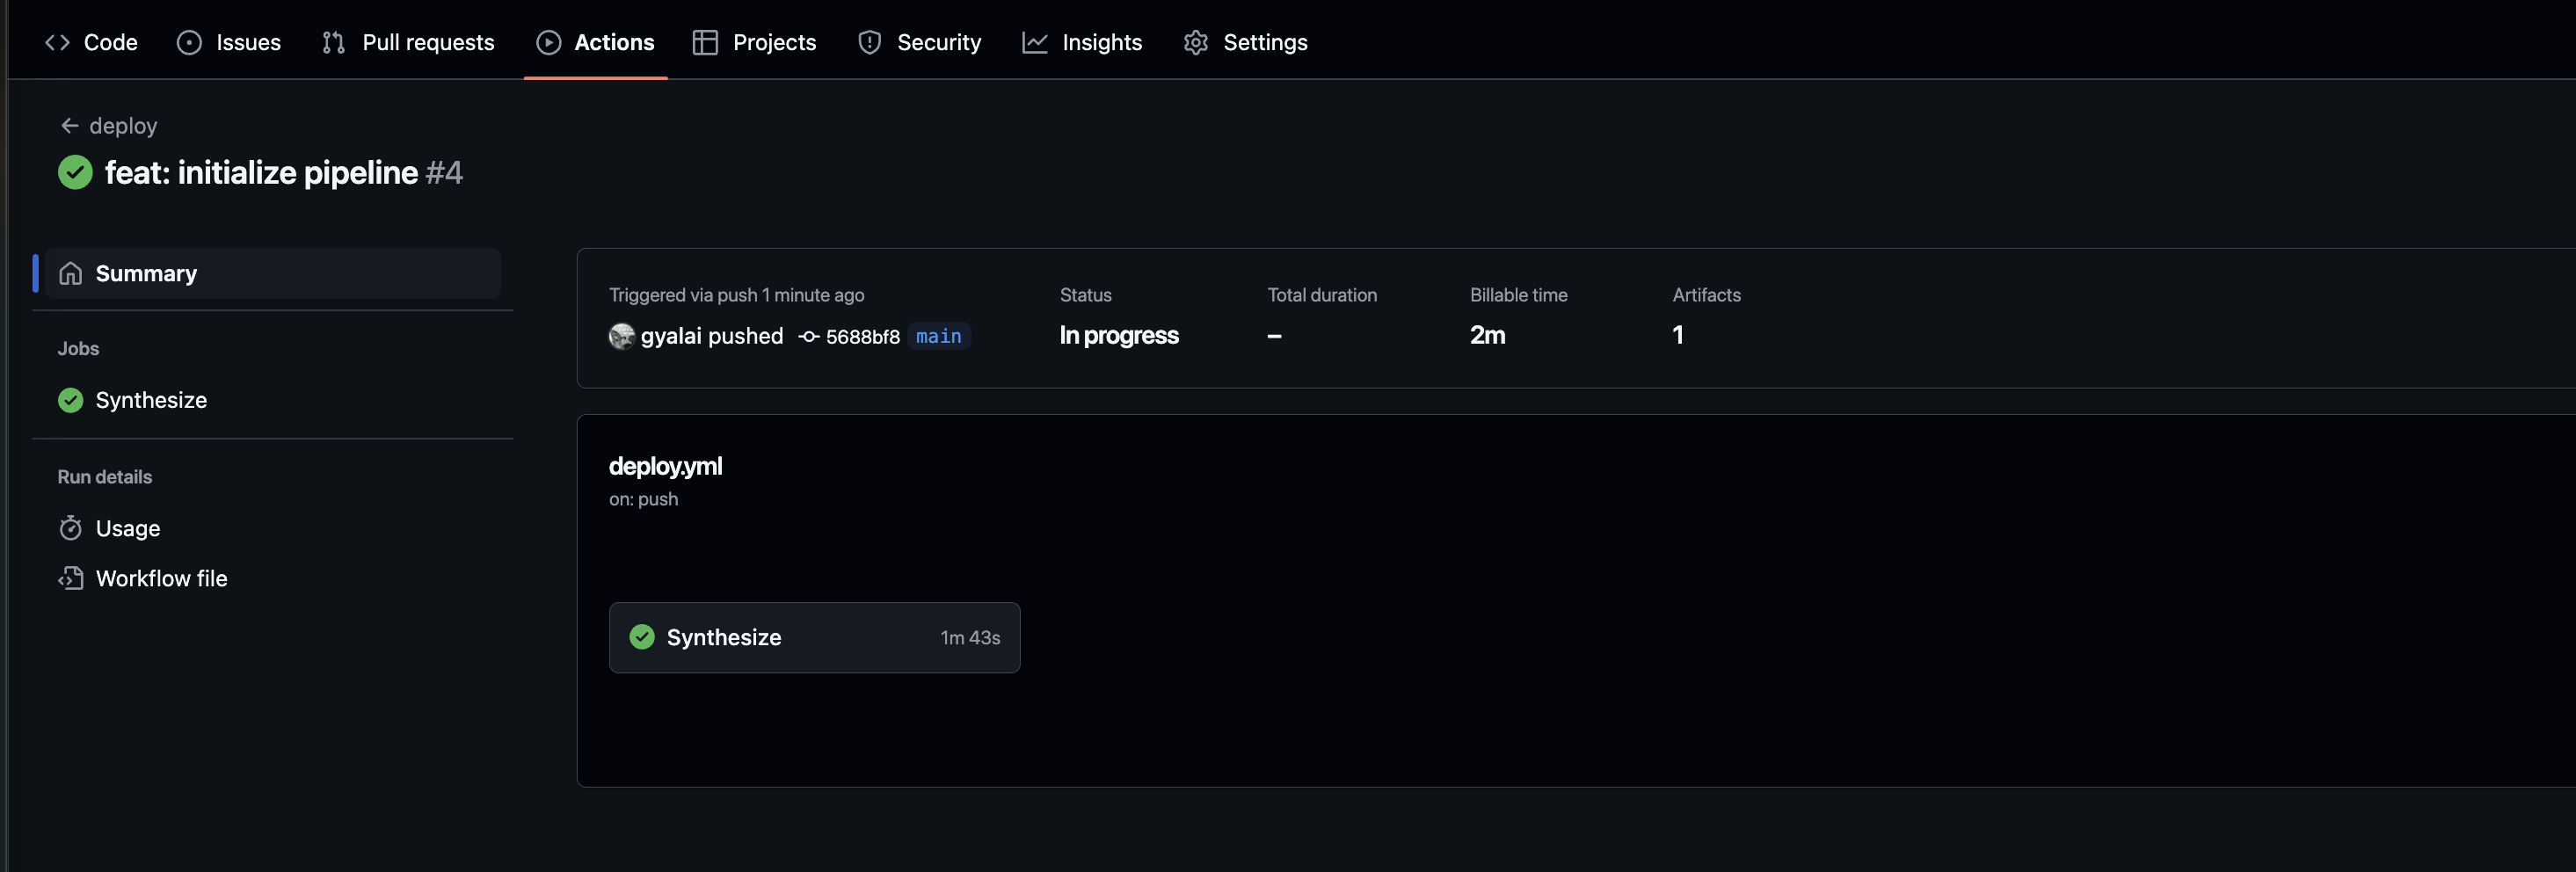 Code Issues Pull requests Actions Projects Security Insights Settings
deploy
feat: initialize pipeline #4
Summary
Jobs
Synthesize
Run details
Usage
Workflow file
Triggered via push 1 minute ago
gyalai pushed 5688bf8 main
Status
In progress
Total duration
–
Billable time
2m
Artifacts
1
deploy.yml
on: push
Synthesize 1m 43s